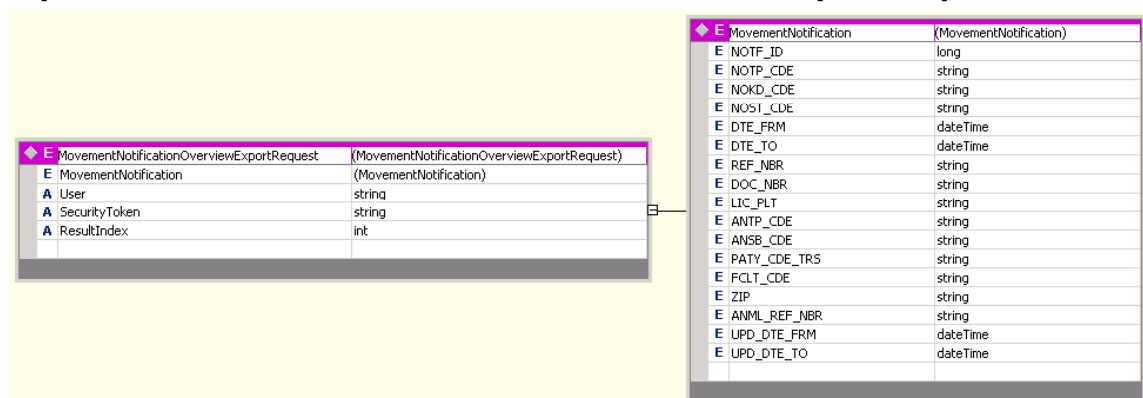 E MovementNotificationOverviewExportRequest (MovementNotificationOverviewExportRequest)
E MovementNotification (MovementNotification)
A User string
A SecurityToken string
A ResultIndex int
E MovementNotification (MovementNotification)
E NOTF_ID long
E NOTP_CDE string
E NOKD_CDE string
E NOST_CDE string
E DTE_FRM dateTime
E DTE_TO dateTime
E REF_NBR string
E DOC_NBR string
E LIC_PLT string
E ANTP_CDE string
E ANSB_CDE string
E PATY_CDE_TRS string
E FCLT_CDE string
E ZIP string
E ANML_REF_NBR string
E UPD_DTE_FRM dateTime
E UPD_DTE_TO dateTime